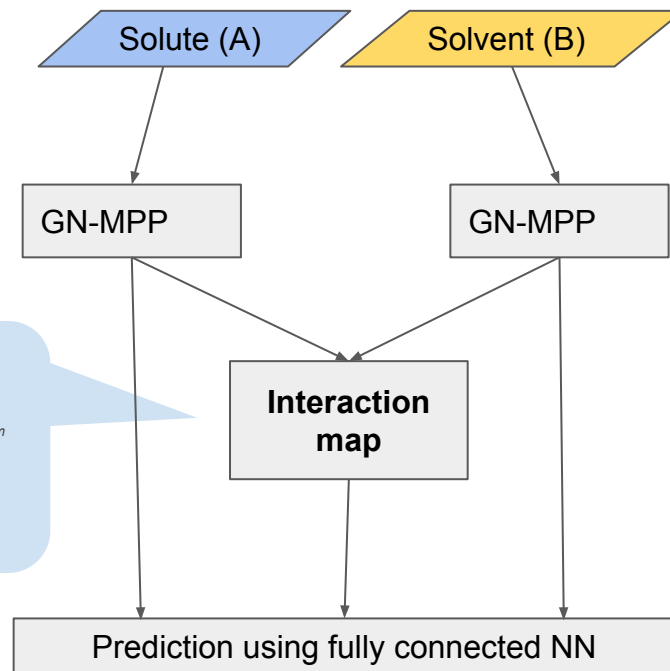 Solute (A)
Solvent (B)
GN-MPP
GN-MPP
Interaction
map
Prediction using fully connected NN